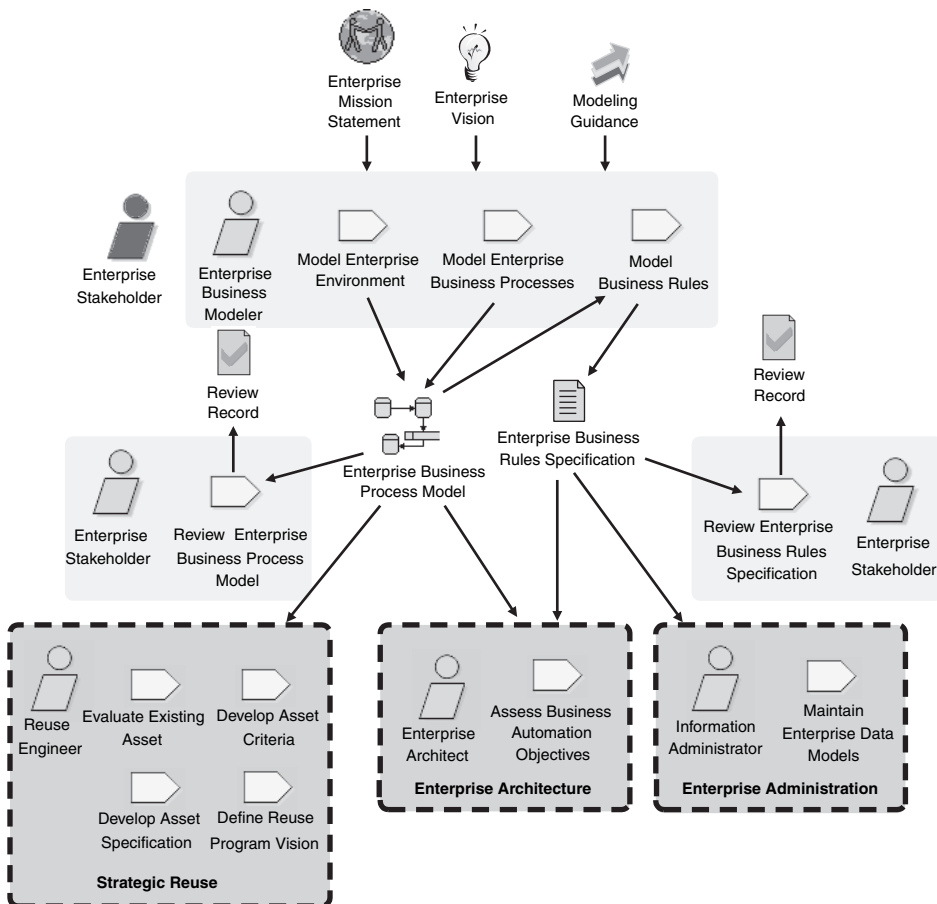 Enterprise
Mission
Statement
Enterprise
Vision
Modeling
Guidance
Enterprise
Stakeholder
Enterprise
Business
Modeler
Model Enterprise
Environment
Model Enterprise
Business Processes
Model
Business Rules
Review
Record
Review
Record
Enterprise Business
Process Model
Enterprise Business
Rules Specification
Enterprise
Stakeholder
Review Enterprise
Business Process
Model
Review Enterprise
Business Rules
Specification
Enterprise
Stakeholder
Reuse
Engineer
Evaluate Existing
Asset
Develop Asset
Criteria
Develop Asset
Specification
Define Reuse
Program Vision
Strategic Reuse
Enterprise
Architect
Assess Business
Automation
Objectives
Enterprise Architecture
Information
Administrator
Maintain
Enterprise Data
Models
Enterprise Administration